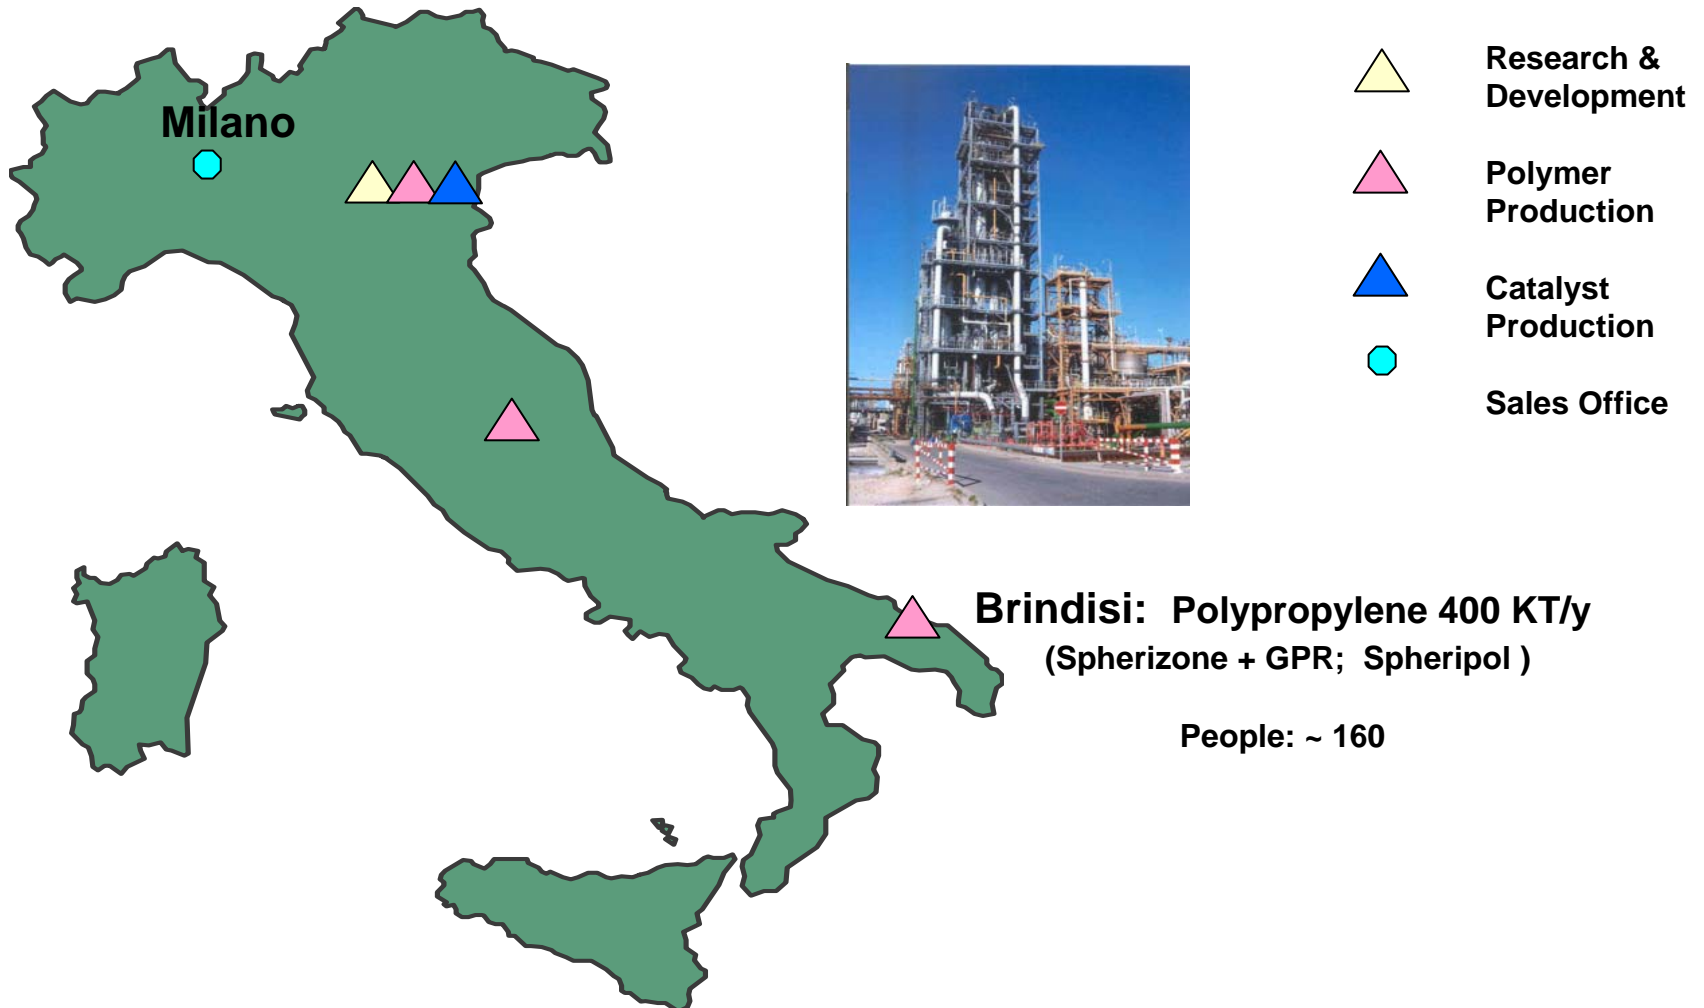 Milano
Research &
Development
Polymer
Production
Catalyst
Production
Sales Office
Brindisi: Polypropylene 400 KT/y
(Spherizone + GPR; Spheripol )
People: ~ 160